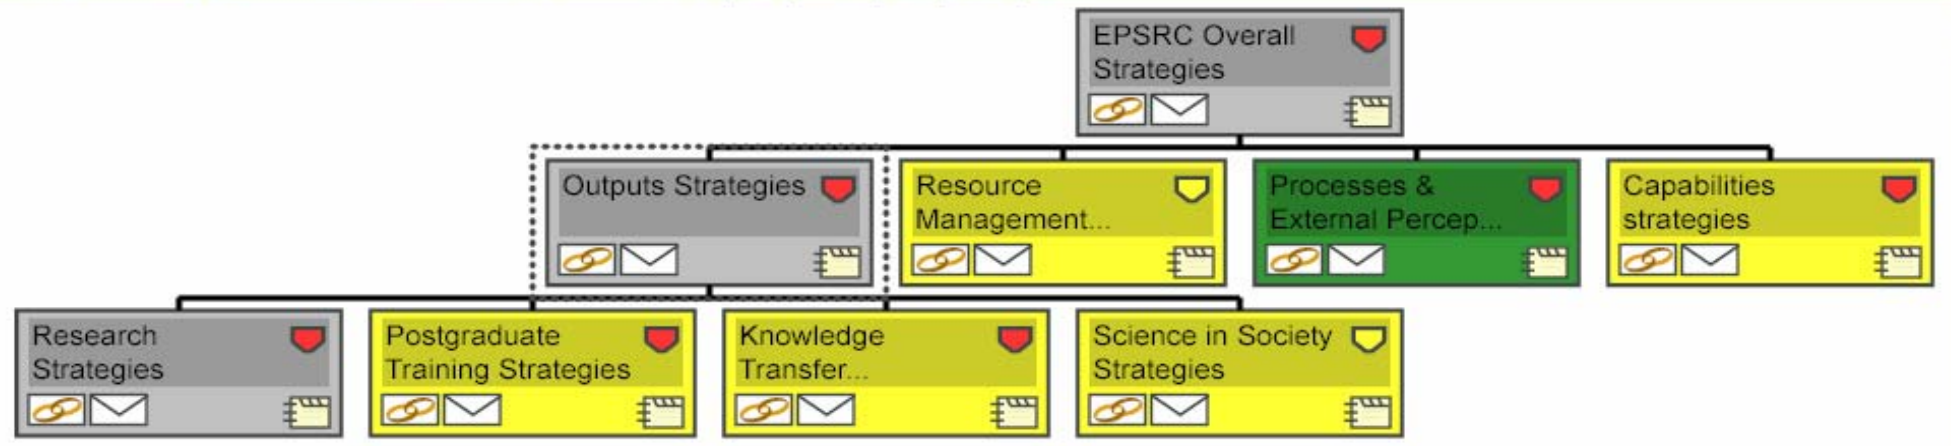 EPSRC Overall
Strategies
Outputs Strategies
Resource
Management...
Processes &
External Percep...
Capabilities
strategies
Research
Strategies
Postgraduate
Training Strategies
Knowledge
Transfer...
Science in Society
Strategies